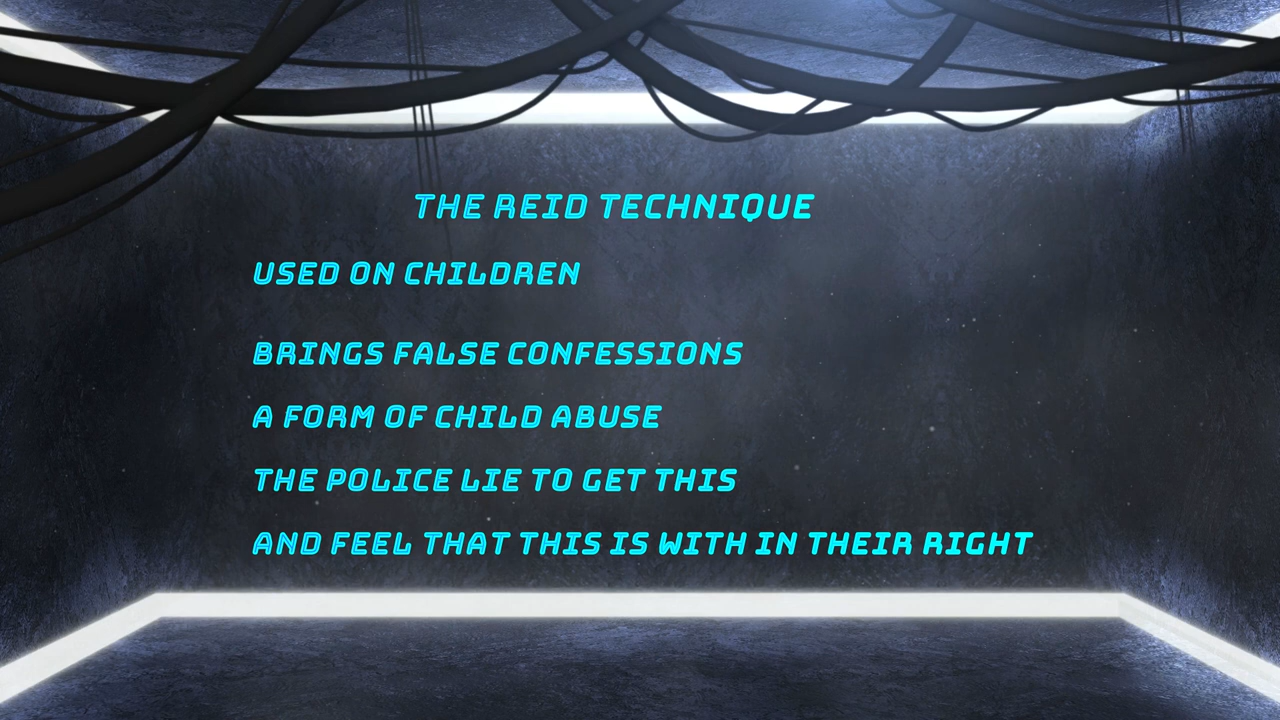 THE REID TECHNIQUE
USED ON CHILDREN
BRINGS FALSE CONFESSIONS
A FORM OF CHILD ABUSE
THE POLICE LIE TO GET THIS
AND FEEL THAT THIS IS WITH IN THEIR RIGHT